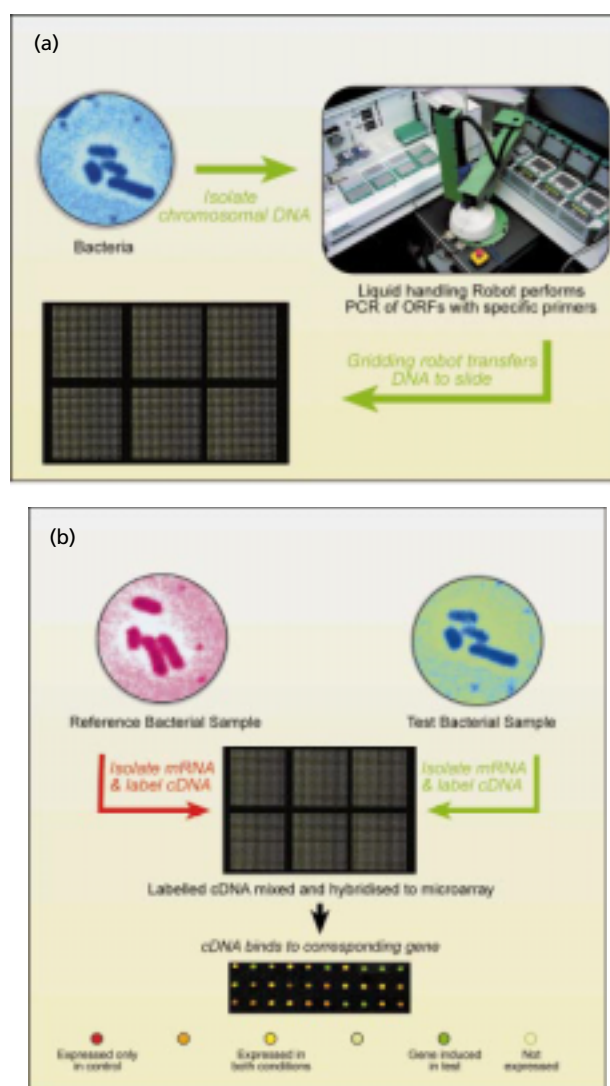 (a)
Isolate
chromosomal DNA
Bacteria
Liquid handling Robot performs
PCR of ORFs with specific primers
Gridding robot transfers
DNA to slide
(b)
Reference Bacterial Sample
Test Bacterial Sample
Isolate mRNA
& label cDNA
Isolate mRNA
& label cDNA
Labelled cDNA mixed and hybridised to microarray
cDNA binds to corresponding gene
Expressed only
in control
Expressed in
both conditions
Gene induced
in test
Not
expressed